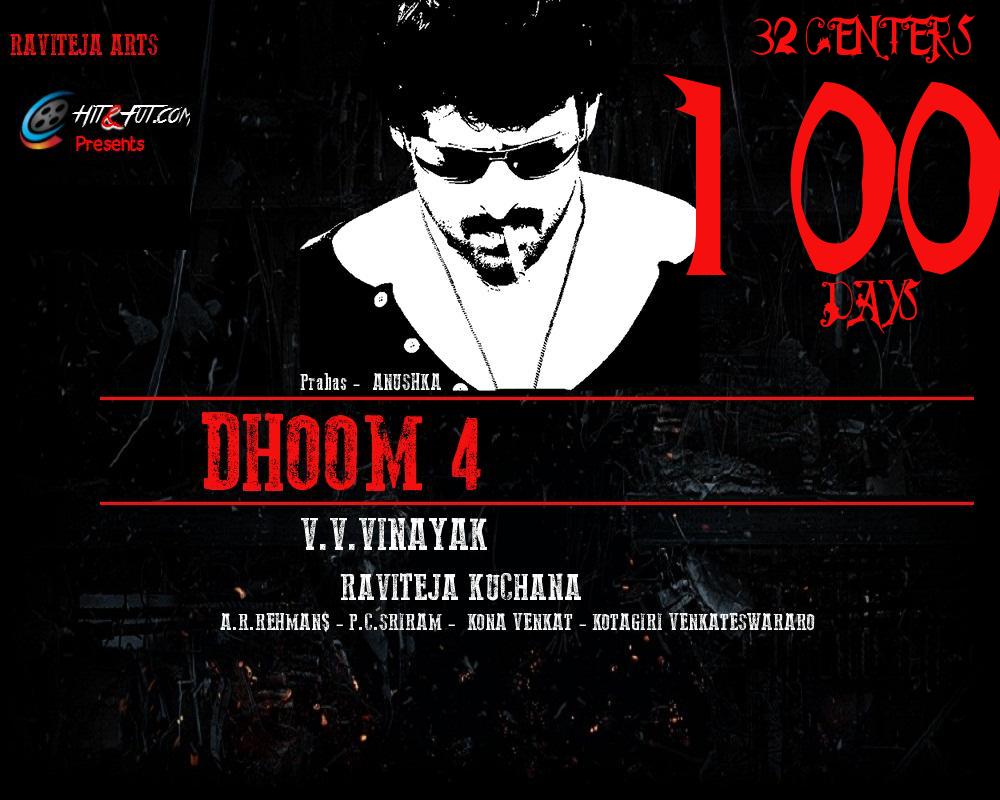 RAVITEJA ARTS
HIT&FUT.COM
Presents
32 CENTERS
100
DAYS
Prabas - ANUSHKA
DHOOM 4
V.V.VINAYAK
RAVITEJA KUCHANA
A.R.REHMAN$ - P.C.SRIRAM - KONA VENKAT - KOTAGIRI VENKATESWARARO